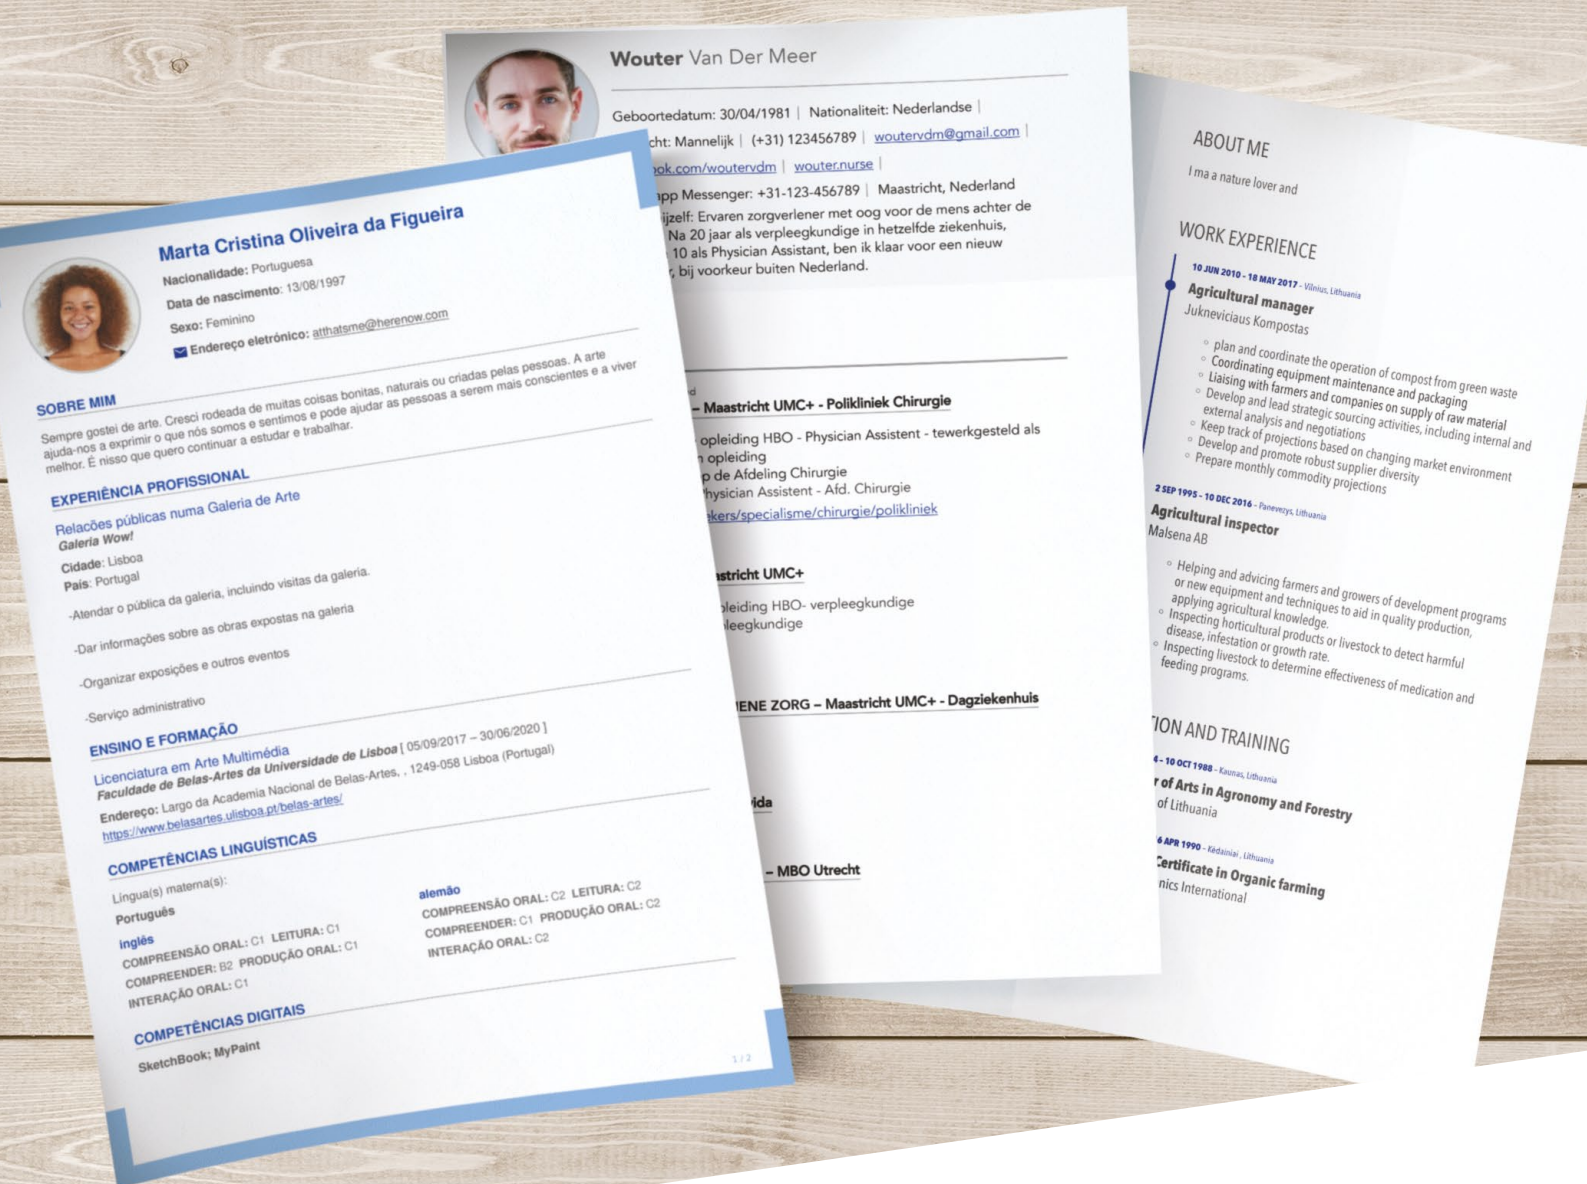 Marta Cristina Oliveira da Figueira
Nacionalidade: Portuguesa
Data de nascimento: 13/08/1997
Sexo: Feminino
Endereço eletrónico: atthatsme@herenow.com
SOBRE MIM
Sempre gostei de arte. Cresci rodeada de muitas coisas bonitas, naturais ou criadas pelas pessoas. A arte
ajuda-nos a exprimir o que nós somos e sentimos e pode ajudar as pessoas a serem mais conscientes e a viver
melhor. É nisso que quero continuar a estudar e trabalhar.
EXPERIÊNCIA PROFISSIONAL
Relacões públicas numa Galeria de Arte
Galeria Wow!
Cidade: Lisboa
País: Portugal
-Atendar o pública da galeria, incluindo visitas da galeria.
-Dar informações sobre as obras expostas na galeria
-Organizar exposições e outros eventos
-Serviço administrativo
ENSINO E FORMAÇÃO
Licenciatura em Arte Multimédia
Faculdade de Belas-Artes da Universidade de Lisboa [ 05/09/2017 – 30/06/2020 ]
Endereço: Largo da Academia Nacional de Belas-Artes, , 1249-058 Lisboa (Portugal)
https://www.belasartes.ulisboa.pt/belas-artes/
COMPETÊNCIAS LINGUÍSTICAS
Língua(s) materna(s):
Português
inglês
COMPREENSÃO ORAL: C1 LEITURA: C1
COMPREENDER: B2 PRODUÇÃO ORAL: C1
INTERAÇÃO ORAL: C1
alemão
COMPREENSÃO ORAL: C2 LEITURA: C2
COMPREENDER: C1 PRODUÇÃO ORAL: C2
INTERAÇÃO ORAL: C2
COMPETÊNCIAS DIGITAIS
SketchBook; MyPaint
1 / 2
Wouter Van Der Meer
Geboortedatum: 30/04/1981 | Nationaliteit: Nederlandse |
cht: Mannelijk | (+31) 123456789 | woutervdm@gmail.com |
ok.com/woutervdm | wouter.nurse |
pp Messenger: +31-123-456789 | Maastricht, Nederland
ijzelf: Ervaren zorgverlener met oog voor de mens achter de
Na 20 jaar als verpleegkundige in hetzelfde ziekenhuis,
10 als Physician Assistant, ben ik klaar voor een nieuw
, bij voorkeur buiten Nederland.
d
– Maastricht UMC+ - Polikliniek Chirurgie
opleiding HBO - Physician Assistent - tewerkgesteld als
n opleiding
p de Afdeling Chirurgie
hysician Assistent - Afd. Chirurgie
kers/specialisme/chirurgie/polikliniek
astricht UMC+
leiding HBO- verpleegkundige
leegkundige
ENE ZORG – Maastricht UMC+ - Dagziekenhuis
ida
– MBO Utrecht
ABOUT ME
I ma a nature lover and
WORK EXPERIENCE
10 JUN 2010 - 18 MAY 2017 – Vilnius, Lithuania
Agricultural manager
Jukneviciaus Kompostas
◦ plan and coordinate the operation of compost from green waste
◦ Coordinating equipment maintenance and packaging
◦ Liaising with farmers and companies on supply of raw material
◦ Develop and lead strategic sourcing activities, including internal and
external analysis and negotiations
◦ Keep track of projections based on changing market environment
◦ Develop and promote robust supplier diversity
◦ Prepare monthly commodity projections
2 SEP 1995 - 10 DEC 2016 – Panevezys, Lithuania
Agricultural inspector
Malsena AB
◦ Helping and advicing farmers and growers of development programs
or new equipment and techniques to aid in quality production,
applying agricultural knowledge.
◦ Inspecting horticultural products or livestock to detect harmful
disease, infestation or growth rate.
◦ Inspecting livestock to determine effectiveness of medication and
feeding programs.
ION AND TRAINING
4 - 10 OCT 1988 – Kaunas, Lithuania
r of Arts in Agronomy and Forestry
of Lithuania
6 APR 1990 – Kėdainiai , Lithuania
Certificate in Organic farming
nics International